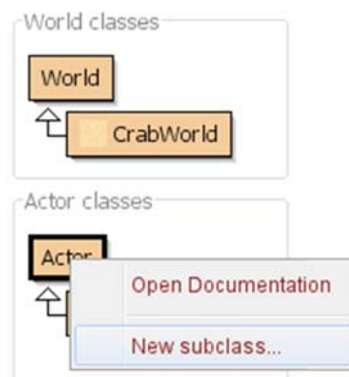 World classes
World
CrabWorld
Actor classes
Actor
Open Documentation
New subclass...